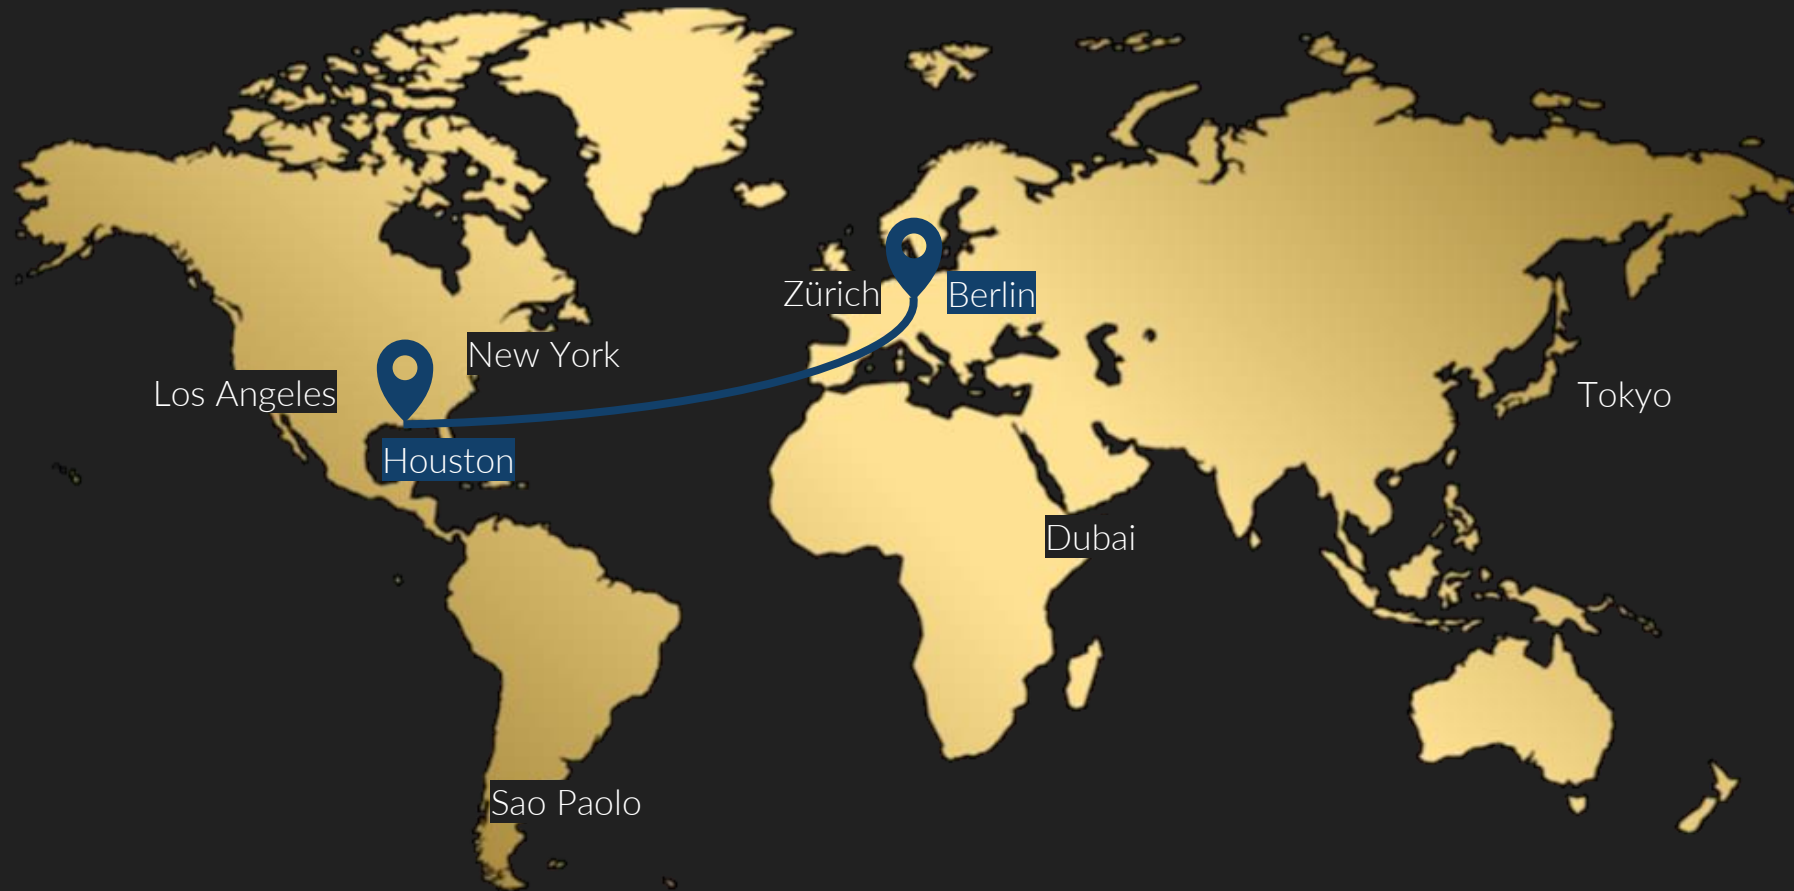 Zürich
Berlin
New York
Los Angeles
Tokyo
Houston
Dubai
Sao Paolo